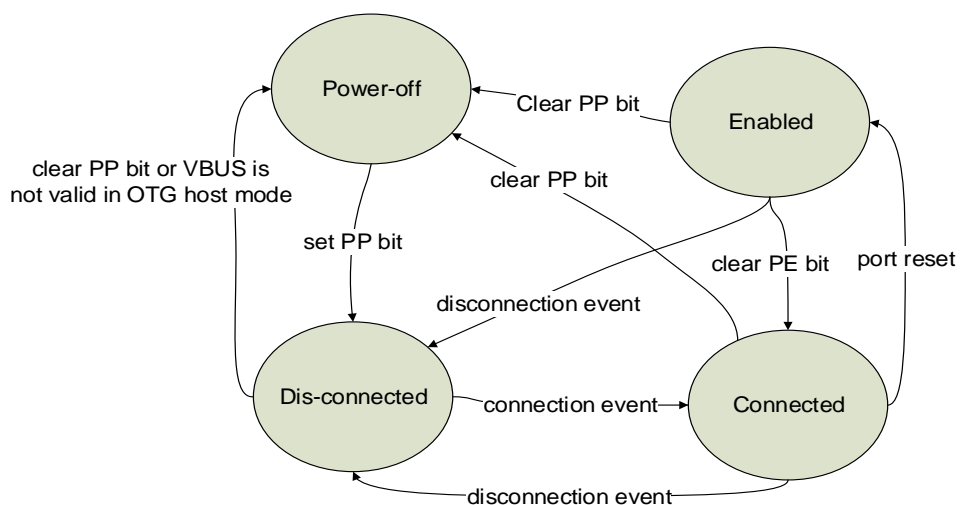 Power-off
Clear PP bit
Enabled
clear PP bit or VBUS is
not valid in OTG host mode
clear PP bit
set PP bit
clear PE bit
port reset
disconnection event
Dis-connected
connection event
Connected
disconnection event